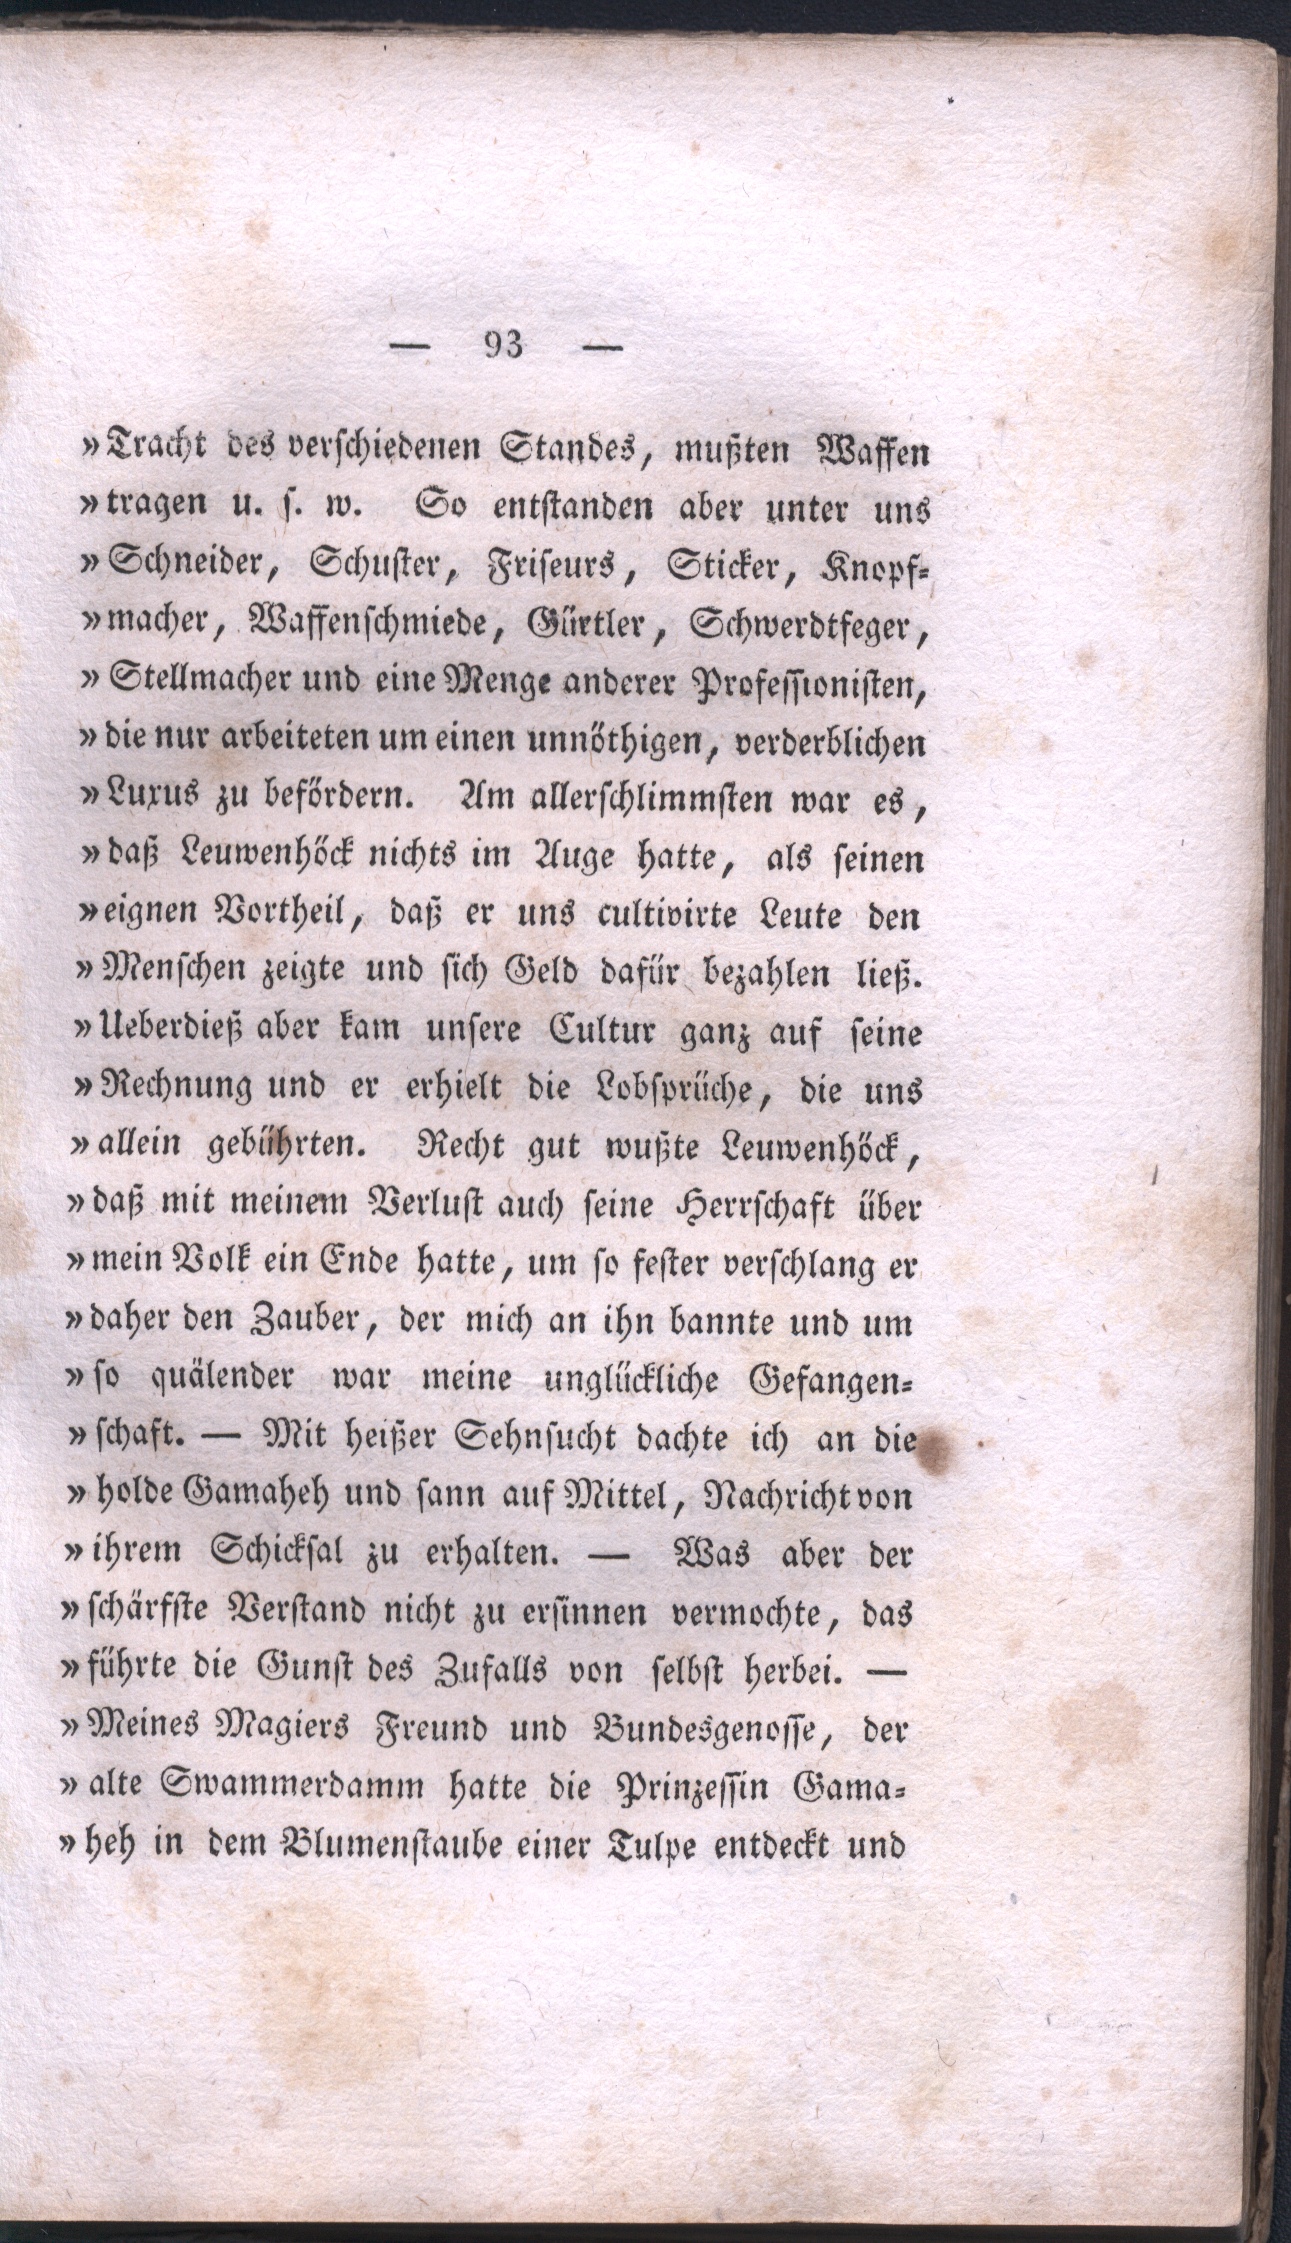 — 93 —
»Tracht des verschiedenen Standes, mußten Waffen
»tragen u. s. w. So entstanden aber unter uns
»Schneider, Schuster, Friseurs, Sticker, Knopf=
»macher, Waffenschmiede, Gürtler, Schwerdtfeger,
»Stellmacher und eine Menge anderer Professionisten,
»die nur arbeiteten um einen unnöthigen, verderblichen
»Luxus zu befördern. Am allerschlimmsten war es,
»daß Leuwenhöck nichts im Auge hatte, als seinen
»eignen Vortheil, daß er uns cultivirte Leute den
»Menschen zeigte und sich Geld dafür bezahlen ließ.
»Ueberdieß aber kam unsere Cultur ganz auf seine
»Rechnung und er erhielt die Lobsprüche, die uns
»allein gebührten. Recht gut wußte Leuwenhöck,
»daß mit meinem Verlust auch seine Herrschaft über
»mein Volk ein Ende hatte, um so fester verschlang er
»daher den Zauber, der mich an ihn bannte und um
»so quälender war meine unglückliche Gefangen=
»schaft. — Mit heißer Sehnsucht dachte ich an die
»holde Gamaheh und sann auf Mittel, Nachricht von
»ihrem Schicksal zu erhalten. — Was aber der
»schärfste Verstand nicht zu ersinnen vermochte, das
»führte die Gunst des Zufalls von selbst herbei. —
»Meines Magiers Freund und Bundesgenosse, der
»alte Swammerdamm hatte die Prinzessin Gama=
»heh in dem Blumenstaube einer Tulpe entdeckt und